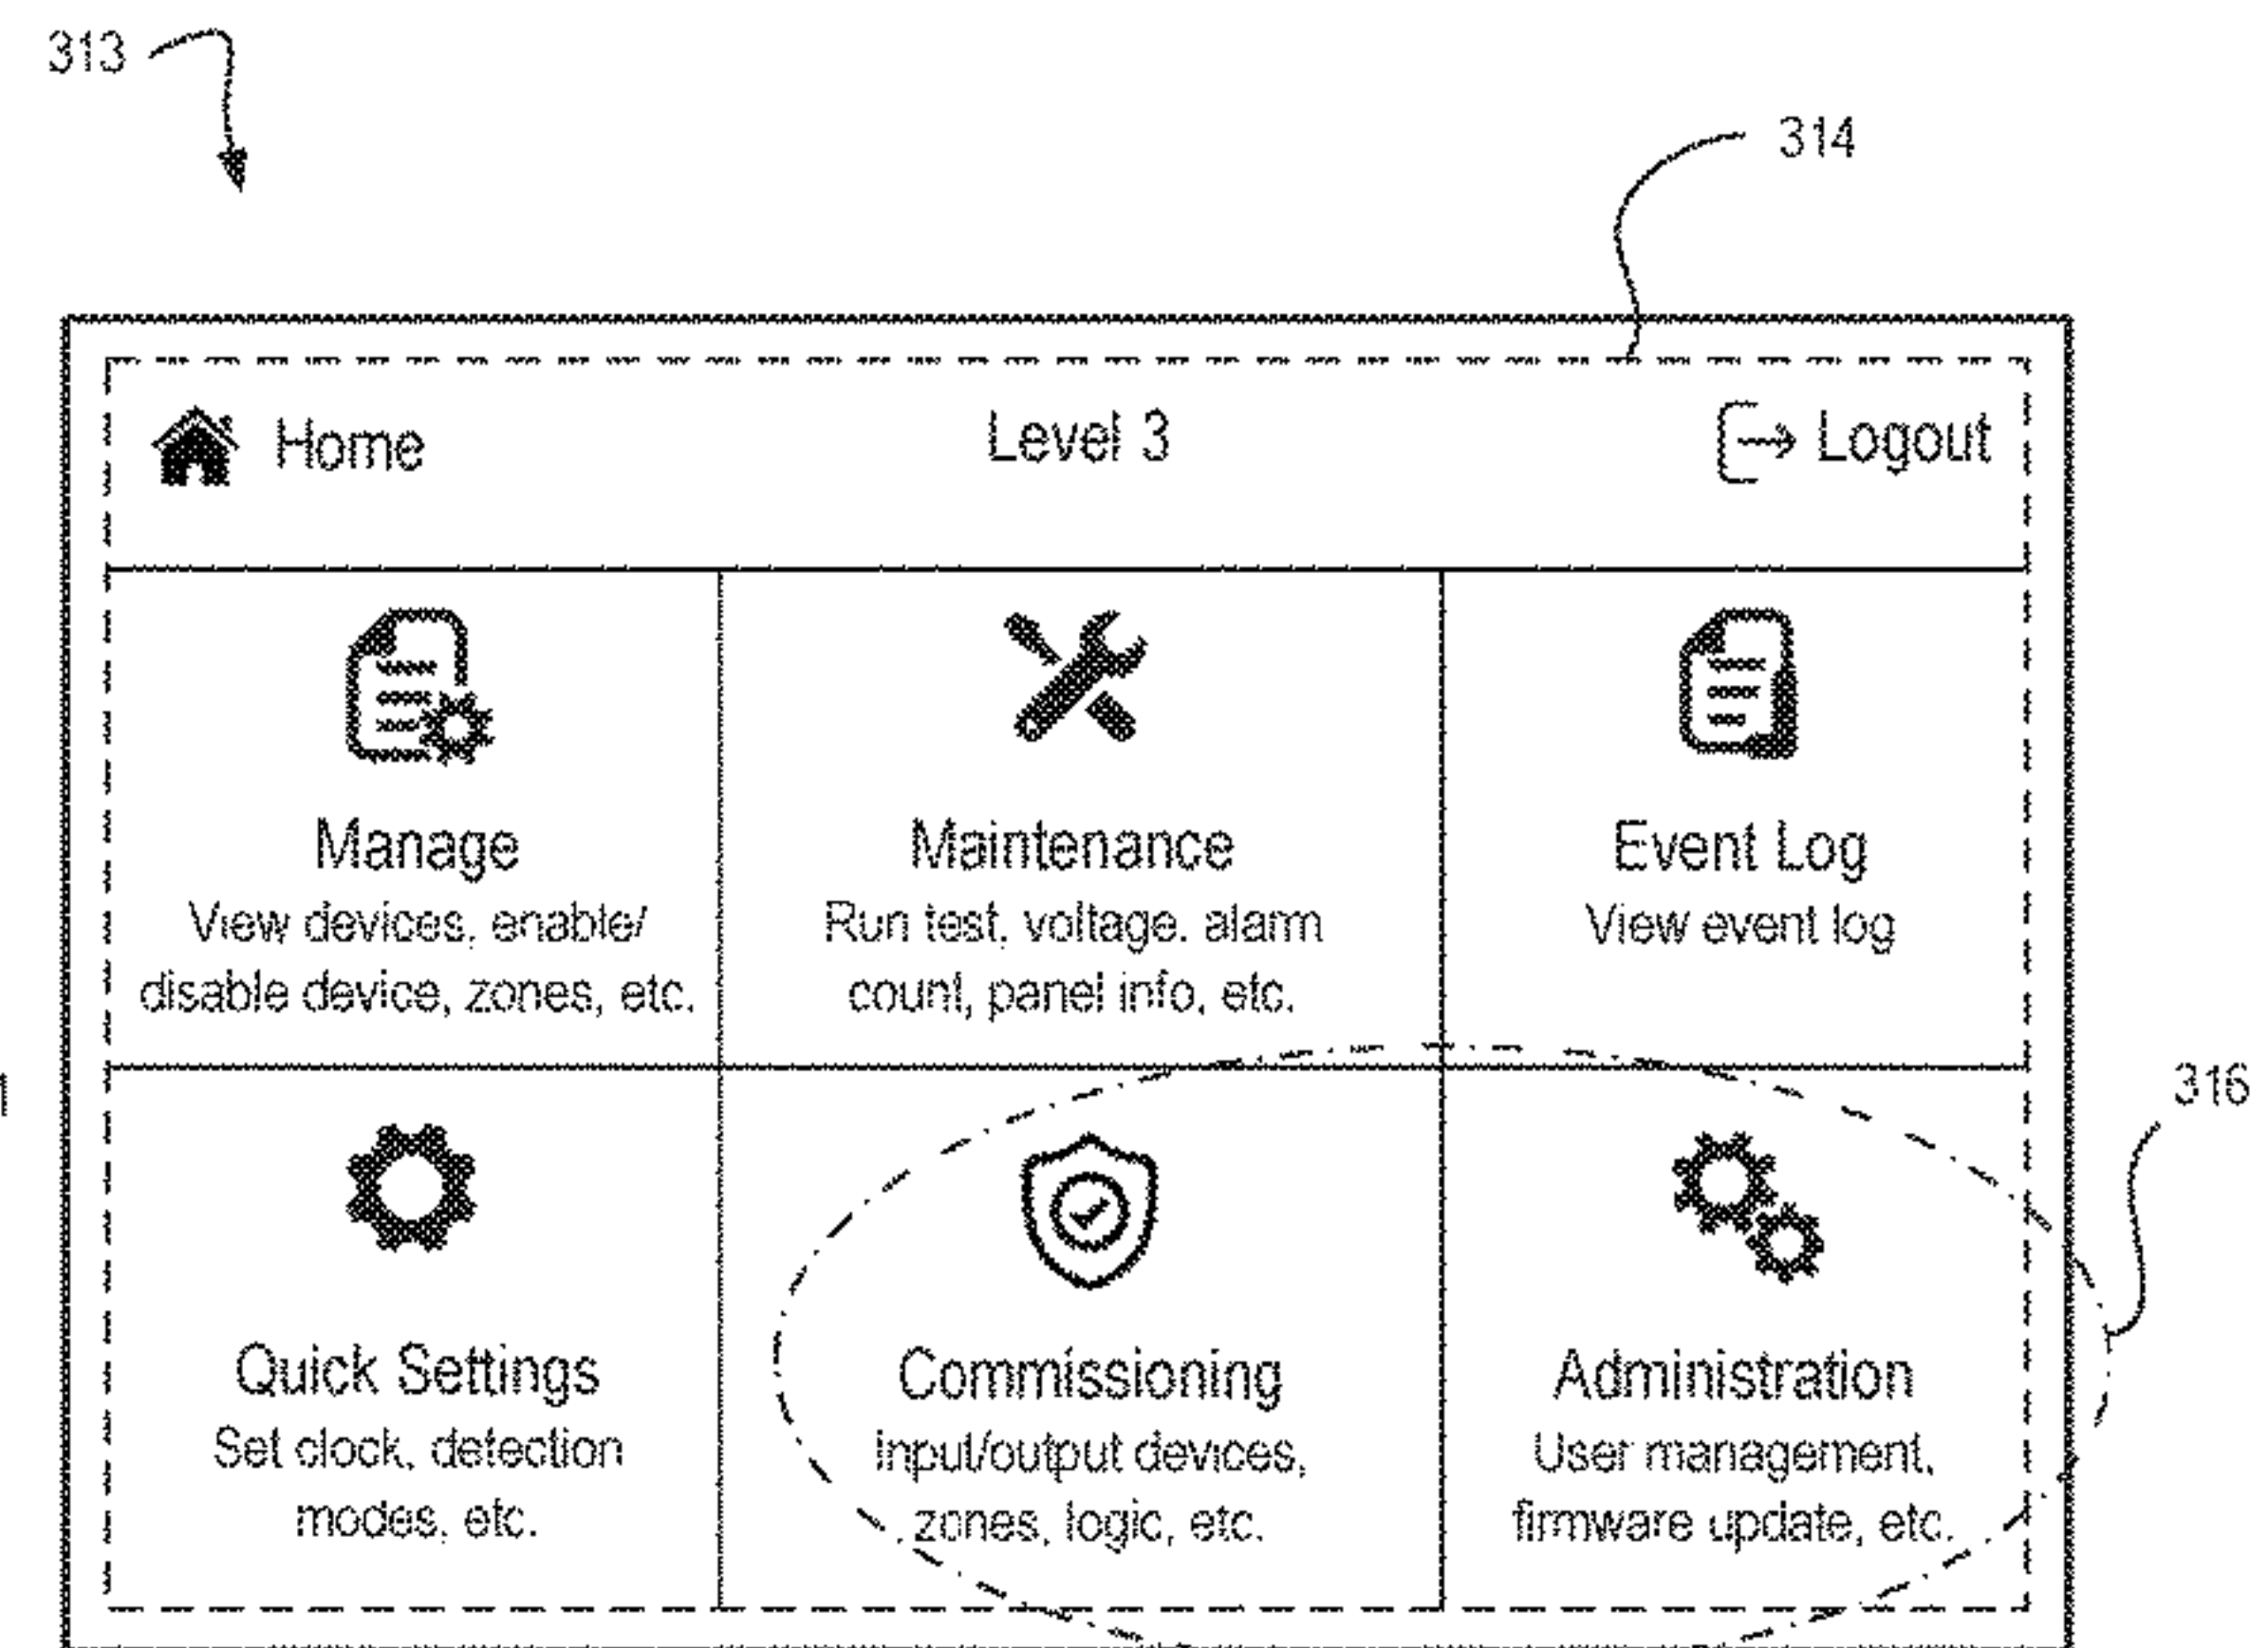 313
314
Home Level 3 Logout
Manage Maintenance Event Log
View devices, enable/ Run test, voltage. alarm View event log
disable device, zones, etc. count, panel info, etc.
316
Quick Settings Commissioning Administration
Set clock, detection Input/output devices, User management,
modes, etc. zones, logic, etc. firmware update, etc.